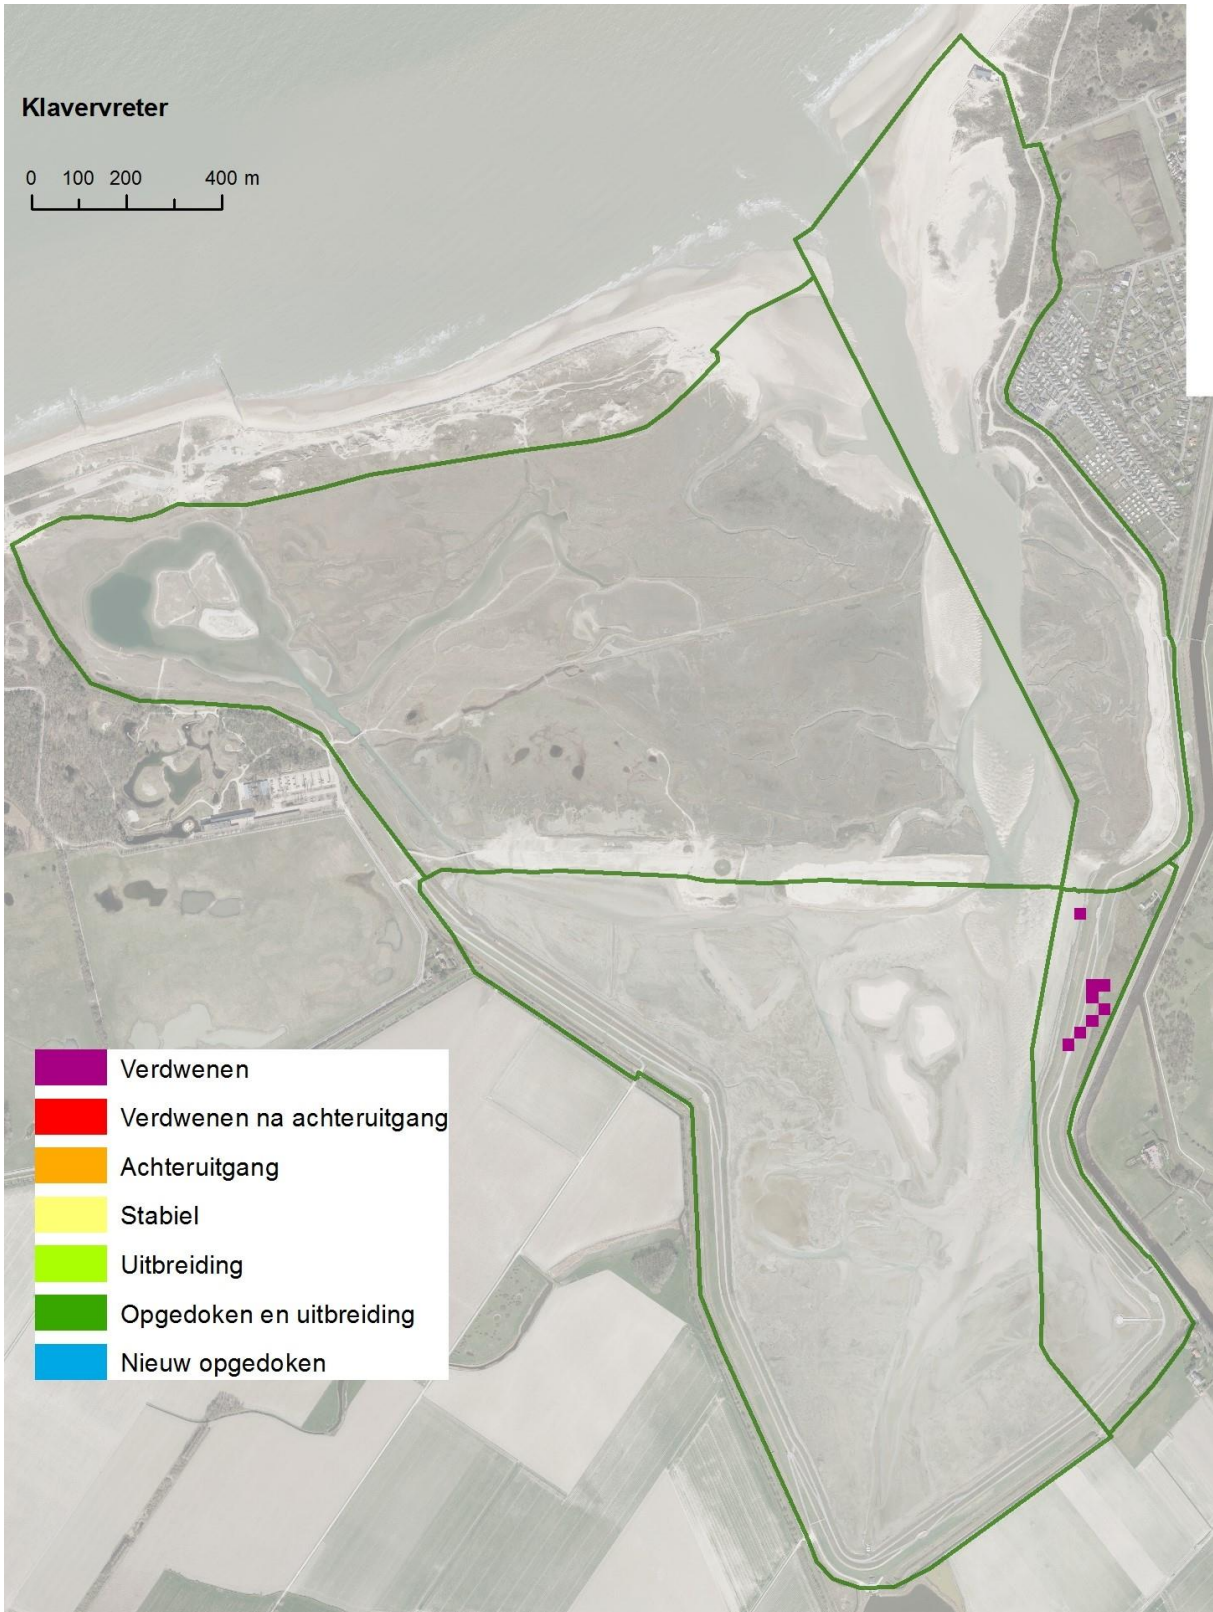 Klavervreter
0 100 200 400 m
Verdwenen
Verdwenen na achteruitgang
Achteruitgang
Stabiel
Uitbreiding
Opgedoken en uitbreiding
Nieuw opgedoken